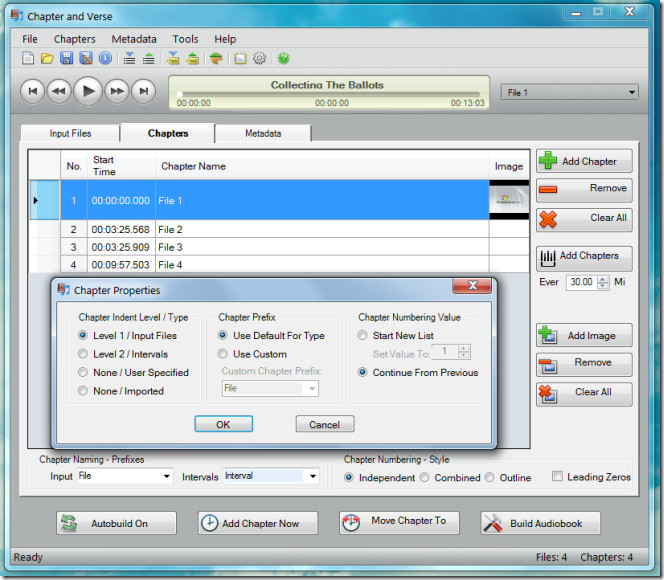 Chapter and Verse
File Chapters Metadata Tools Help
Collecting The Ballots
00:00:00 00:00:00 00:13:03
File 1
Input Files Chapters Metadata
No. Start Time Chapter Name Image
1 00:00:00.000 File 1
2 00:03:25.568 File 2
3 00:03:25.909 File 3
4 00:09:57.503 File 4
Add Chapter
Remove
Clear All
Add Chapters
Ever 30.00 Mi
Add Image
Remove
Clear All
Chapter Properties
Chapter Indent Level / Type
Level 1 / Input Files
Level 2 / Intervals
None / User Specified
None / Imported
Chapter Prefix
Use Default For Type
Use Custom
Custom Chapter Prefix:
File
Chapter Numbering Value
Start New List
Set Value To: 1
Continue From Previous
OK Cancel
Chapter Naming - Prefixes
Input File Intervals Interval
Chapter Numbering - Style
Independent Combined Outline Leading Zeros
Autobuild On Add Chapter Now Move Chapter To Build Audiobook
Ready Files: 4 Chapters: 4